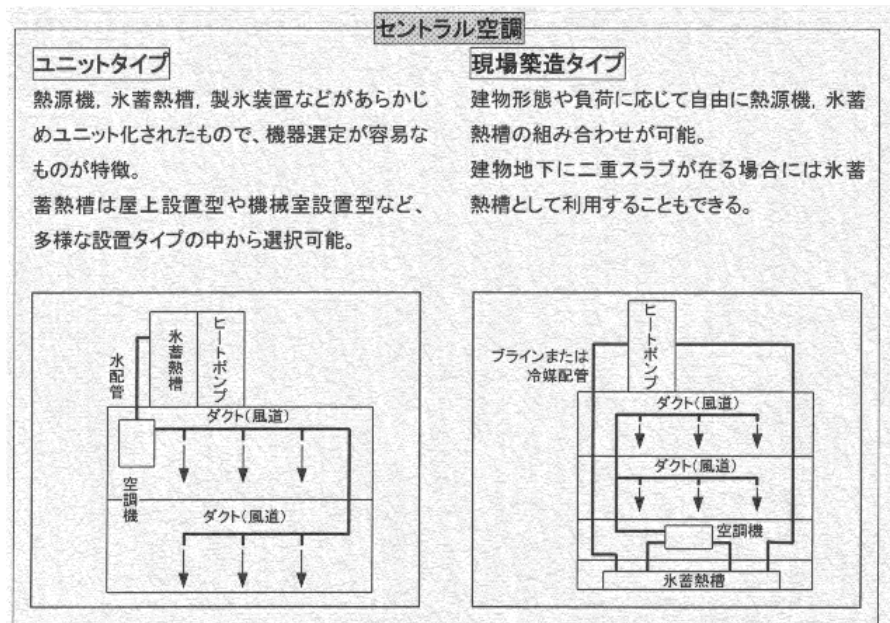 セントラル空調
ユニットタイプ
熱源機, 氷蓄熱槽, 製氷装置などがあらかじ
めユニット化されたもので、機器選定が容易な
ものが特徴。
蓄熱槽は屋上設置型や機械室設置型など、
多様な設置タイプの中から選択可能。
水配管
氷蓄熱槽
ヒートポンプ
ダクト(風道)
空調機
ダクト(風道)
現場築造タイプ
建物形態や負荷に応じて自由に熱源機, 氷蓄
熱槽の組み合わせが可能。
建物地下に二重スラブが在る場合には氷蓄
熱槽として利用することもできる。
ヒートポンプ
ブラインまたは
冷媒配管
ダクト(風道)
ダクト(風道)
空調機
氷蓄熱槽